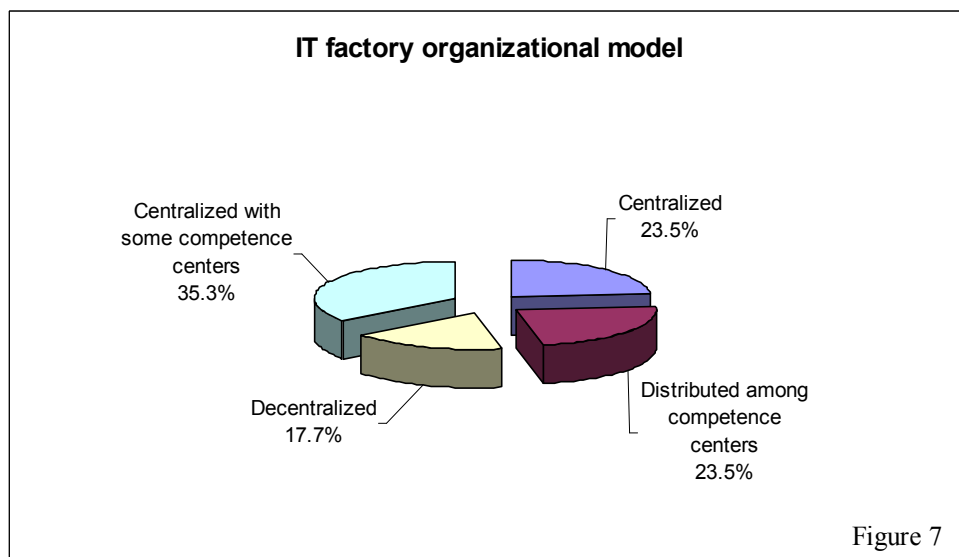 IT factory organizational model
Centralized with
some competence
centers
35.3%
Centralized
23.5%
Decentralized
17.7%
Distributed among
competence
centers
23.5%
Figure 7